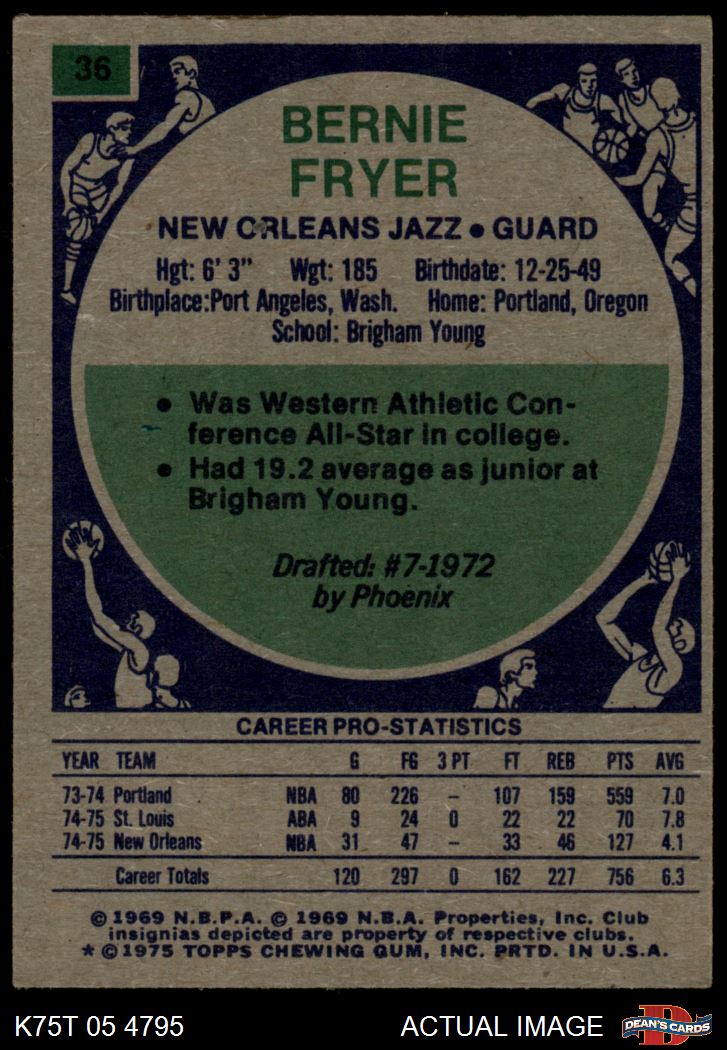 36
BERNIE
FRYER
NEW ORLEANS JAZZ • GUARD
Hgt: 6' 3" Wgt: 185 Birthdate: 12-25-49
Birthplace:Port Angeles, Wash. Home: Portland, Oregon
School: Brigham Young
• Was Western Athletic Con-
ference All-Star in college.
• Had 19.2 average as junior at
Brigham Young.
Drafted: #7-1972
by Phoenix
CAREER PRO-STATISTICS
YEAR TEAM G FG 3 PT FT REB PTS AVG
73-74 Portland NBA 80 226 – 107 159 559 7.0
74-75 St. Louis ABA 9 24 0 22 22 70 7.8
74-75 New Orleans NBA 31 47 – 33 46 127 4.1
Career Totals 120 297 0 162 227 756 6.3
© 1969 N.B.P.A. © 1969 N.B.A. Properties, Inc. Club
insignias depicted are property of respective clubs.
* © 1975 TOPPS CHEWING GUM, INC. PRTD. IN U.S.A.
K75T 05 4795 ACTUAL IMAGE D DEAN'S CARDS